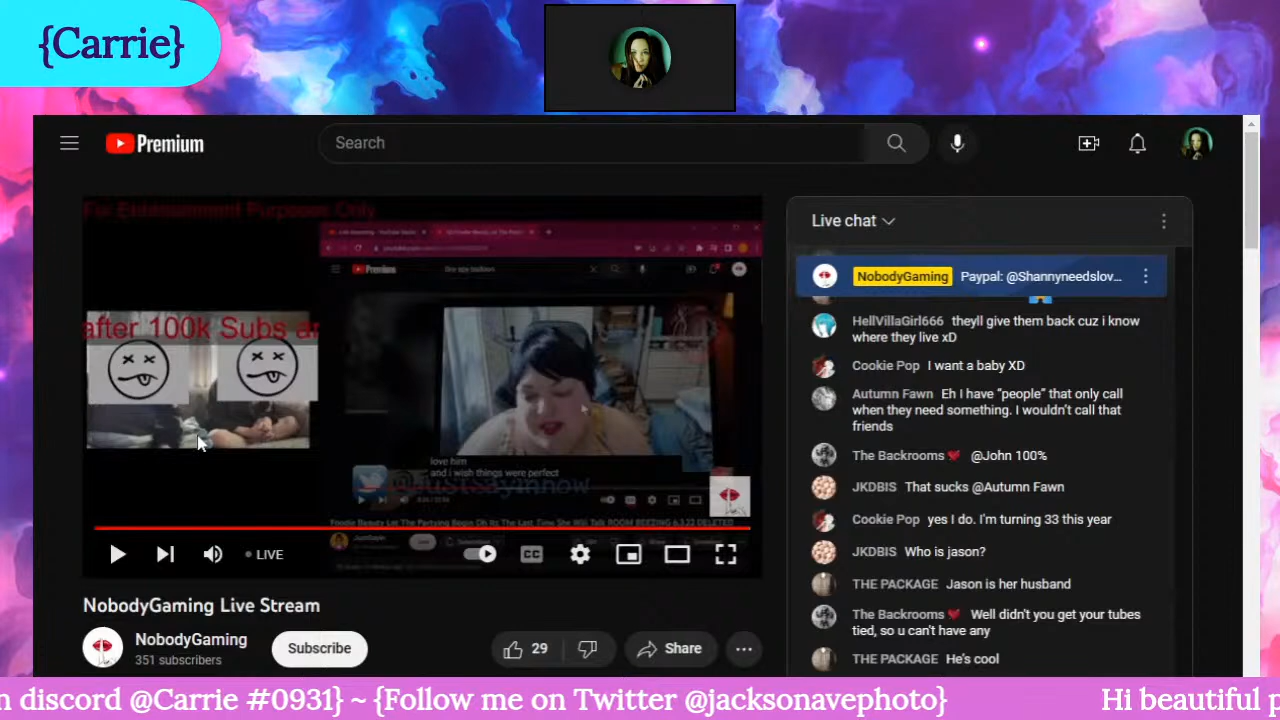 {Carrie}
Premium
Search
For Entertainment Purposes Only
after 100k Subs ar
Premium
love him
and i wish things were perfect
@JustSayinnow
Foodie Beauty Let The Partying Begin Oh Its The Last Time She Will Talk ROOM BEEZING 6.3.22 DELETED
LIVE
CC
NobodyGaming Live Stream
NobodyGaming
351 subscribers
Subscribe
29
Share
Live chat
NobodyGaming Paypal: @Shannyneedslov...
HellVillaGirl666 theyll give them back cuz i know
where they live xD
Cookie Pop I want a baby XD
Autumn Fawn Eh I have “people” that only call
when they need something. I wouldn't call that
friends
The Backrooms @John 100%
JKDBIS That sucks @Autumn Fawn
Cookie Pop yes I do. I'm turning 33 this year
JKDBIS Who is jason?
THE PACKAGE Jason is her husband
The Backrooms Well didn't you get your tubes
tied, so u can't have any
THE PACKAGE He's cool
n discord @Carrie #0931} ~ {Follow me on Twitter @jacksonavephoto}
Hi beautiful p